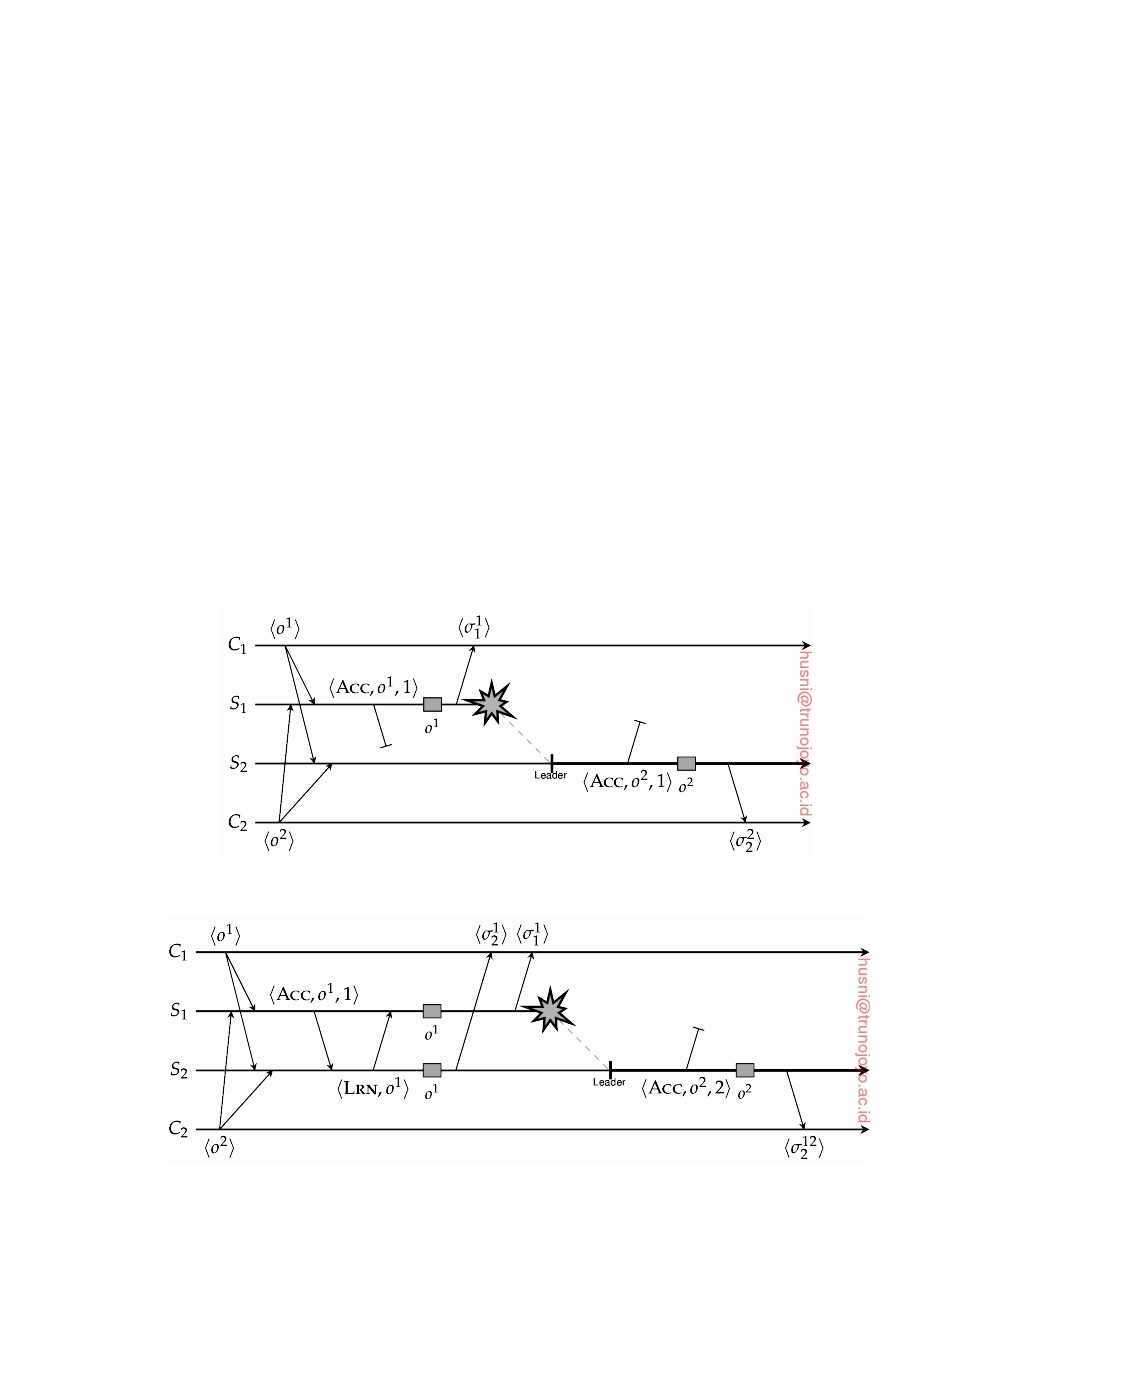 ⟨o¹⟩ ⟨σ₁¹⟩
C₁
⟨Acc, o¹, 1⟩
S₁
o¹
S₂
Leader
⟨Acc, o², 1⟩ o²
C₂
⟨o²⟩ ⟨σ₂²⟩
husni@trunojoyo.ac.id
⟨o¹⟩ ⟨σ₂¹⟩ ⟨σ₁¹⟩
C₁
⟨Acc, o¹, 1⟩
S₁
o¹
S₂
Leader
⟨Lrn, o¹⟩ o¹ ⟨Acc, o², 2⟩ o²
C₂
⟨o²⟩ ⟨σ₂¹²⟩
husni@trunojoyo.ac.id